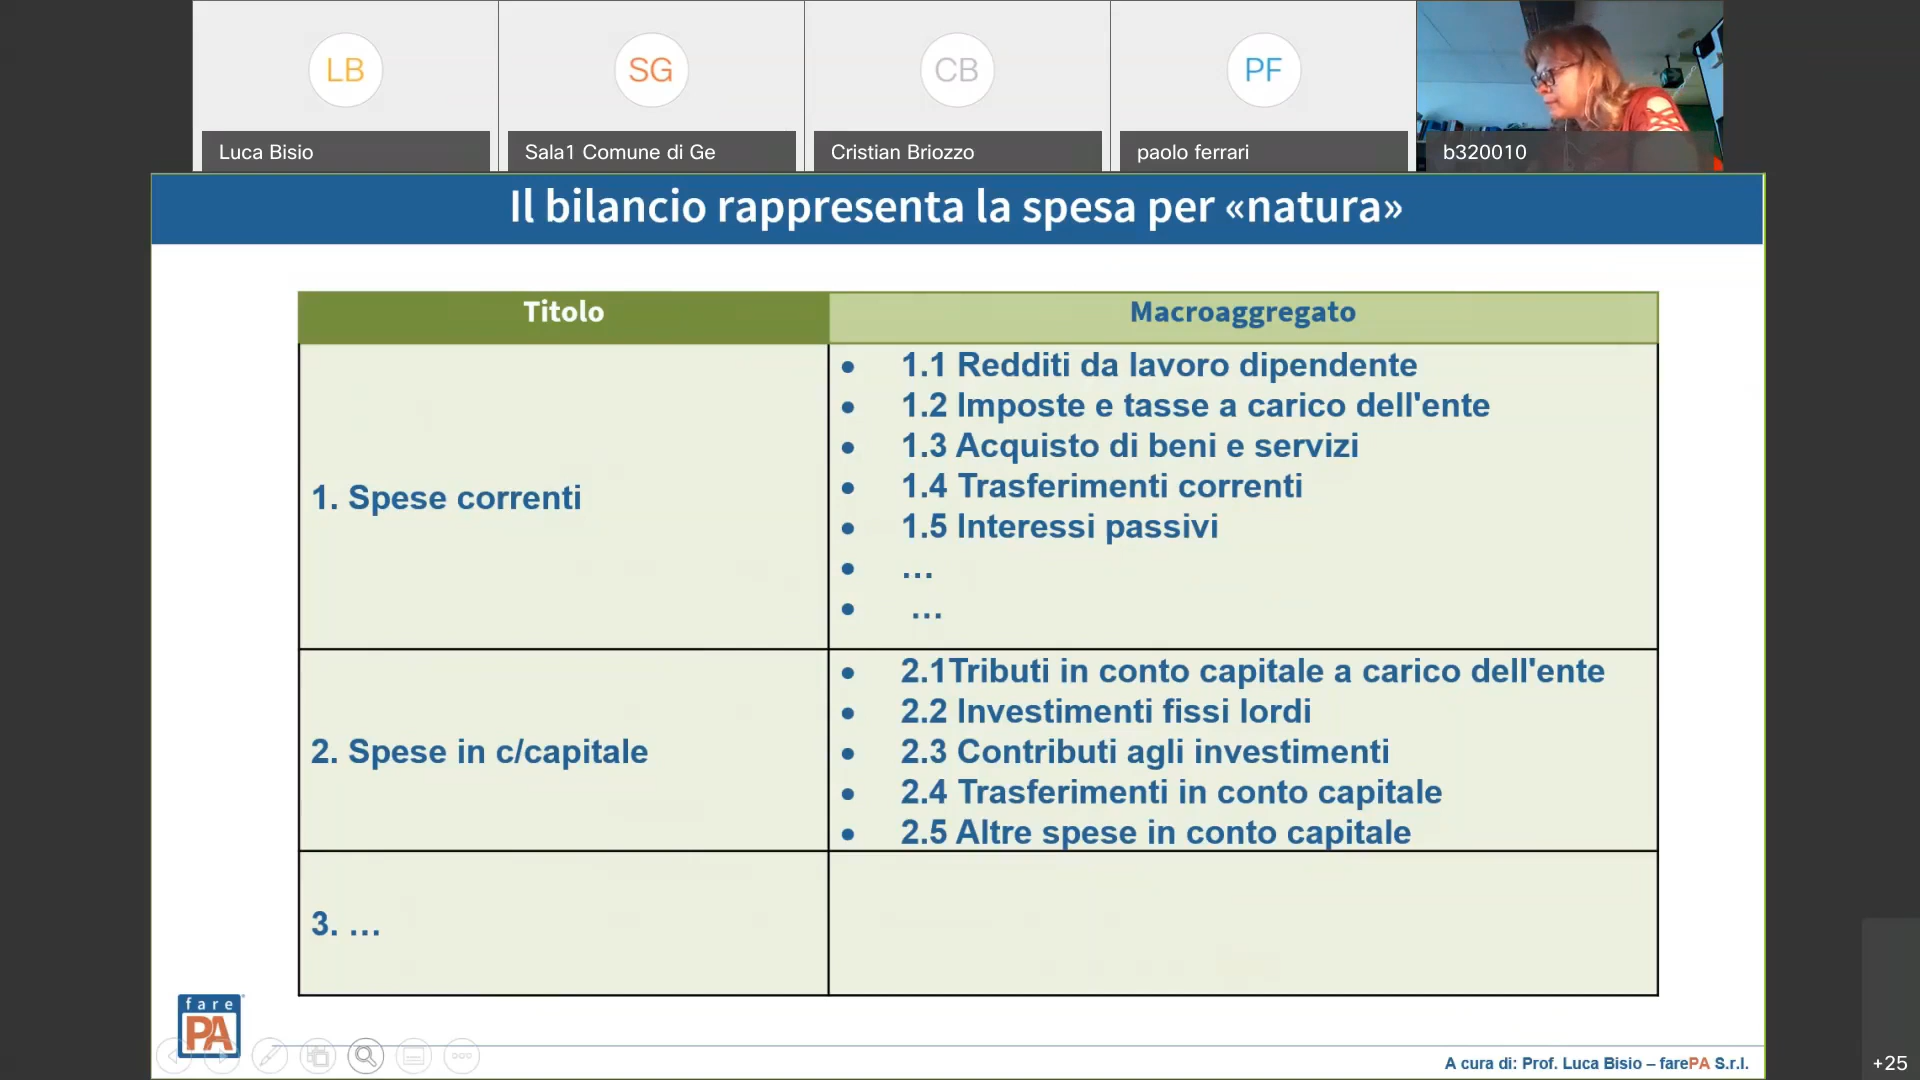 LB
SG
CB
PF
Luca Bisio
Sala1 Comune di Ge
Cristian Briozzo
paolo ferrari
b320010
Il bilancio rappresenta la spesa per «natura»
Titolo
Macroaggregato
1. Spese correnti
• 1.1 Redditi da lavoro dipendente
• 1.2 Imposte e tasse a carico dell'ente
• 1.3 Acquisto di beni e servizi
• 1.4 Trasferimenti correnti
• 1.5 Interessi passivi
• …
• …
2. Spese in c/capitale
• 2.1Tributi in conto capitale a carico dell'ente
• 2.2 Investimenti fissi lordi
• 2.3 Contributi agli investimenti
• 2.4 Trasferimenti in conto capitale
• 2.5 Altre spese in conto capitale
3. …
fare
PA
A cura di: Prof. Luca Bisio – farePA S.r.l.
+25